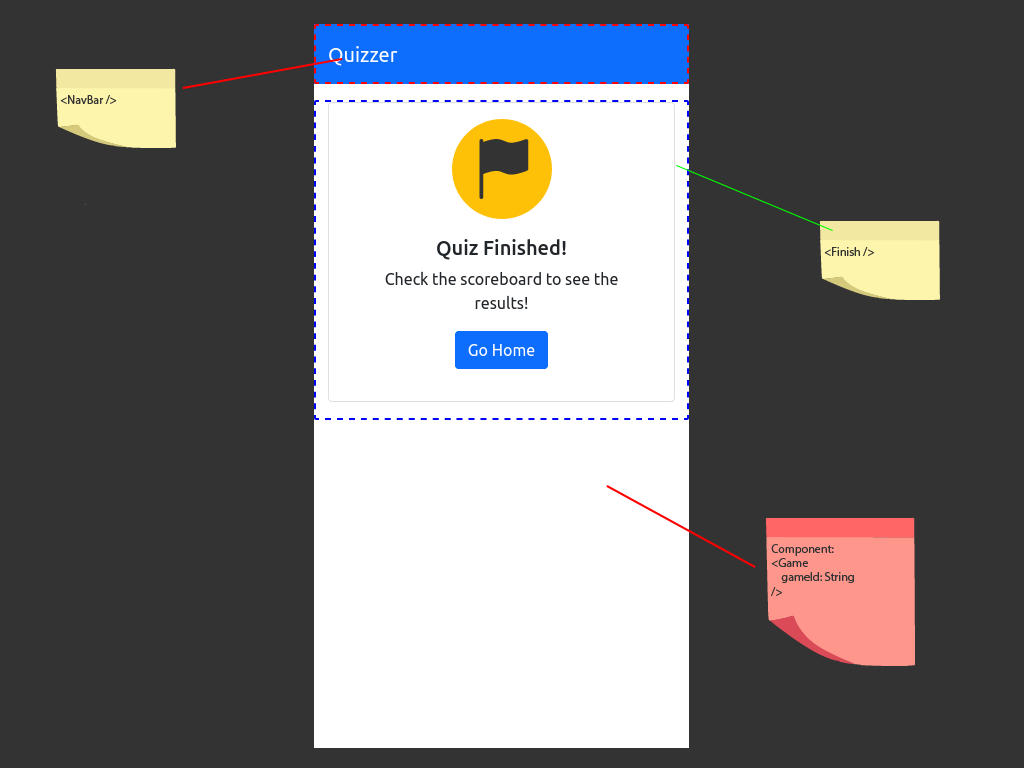 Quizzer
<NavBar />
Quiz Finished!
Check the scoreboard to see the
results!
Go Home
<Finish />
Component:
<Game
gameId: String
/>